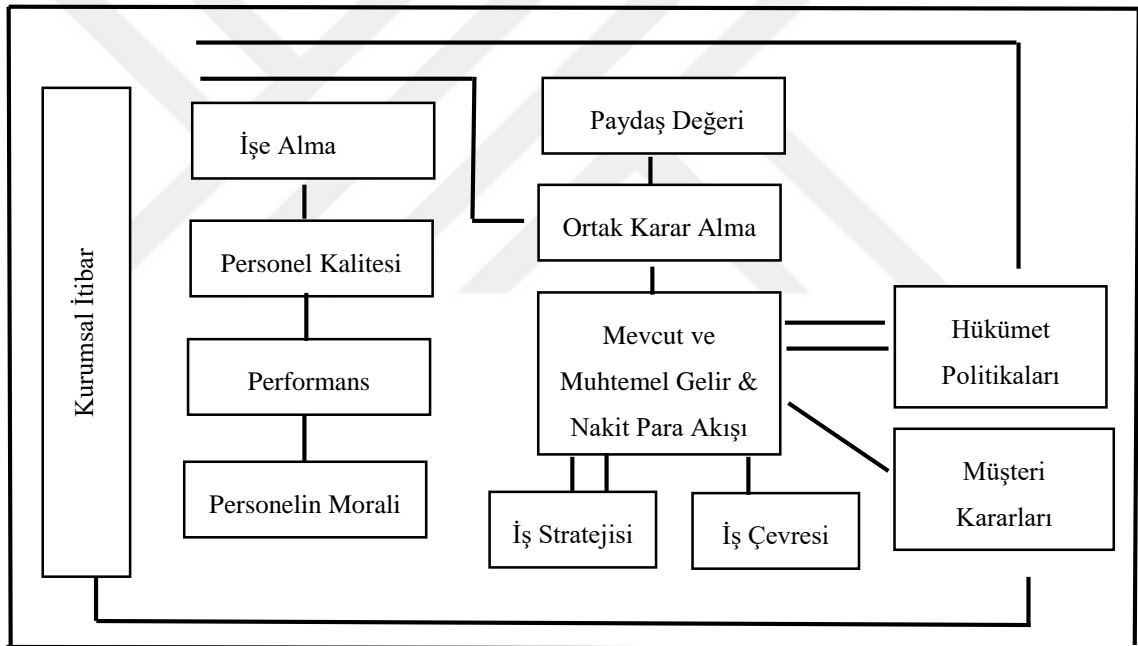 Kurumsal İtibar
İşe Alma
Personel Kalitesi
Performans
Personelin Morali
Paydaş Değeri
Ortak Karar Alma
Mevcut ve
Muhtemel Gelir &
Nakit Para Akışı
İş Stratejisi
İş Çevresi
Hükümet
Politikaları
Müşteri
Kararları